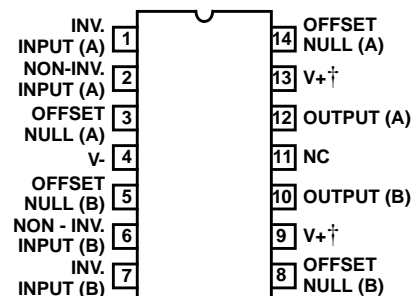 INV.
INPUT (A)
1
NON-INV.
INPUT (A)
2
OFFSET
NULL (A)
3
V-
4
OFFSET
NULL (B)
5
NON - INV.
INPUT (B)
6
INV.
INPUT (B)
7
14
OFFSET
NULL (A)
13
V+†
12
OUTPUT (A)
11
NC
10
OUTPUT (B)
9
V+†
8
OFFSET
NULL (B)